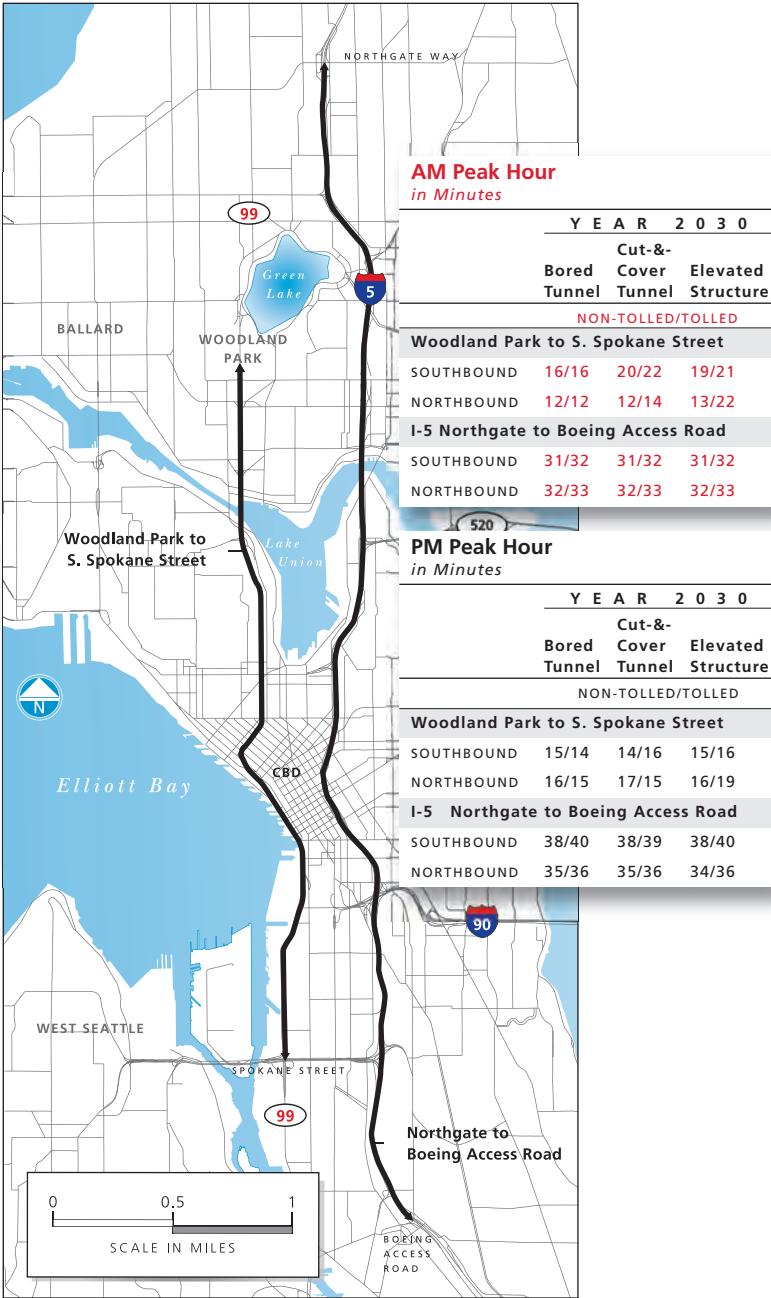 NORTHGATE WAY
99
Green
Lake
5
BALLARD
WOODLAND
PARK
Woodland Park to
S. Spokane Street
Lake
Union
520
N
Elliott Bay
CBD
90
WEST SEATTLE
SPOKANE STREET
99
Northgate to
Boeing Access Road
BOEING
ACCESS
ROAD
0 0.5 1
SCALE IN MILES
AM Peak Hour
in Minutes
YEAR 2030
Cut-&-
Bored Cover Elevated
Tunnel Tunnel Structure
NON-TOLLED/TOLLED
Woodland Park to S. Spokane Street
SOUTHBOUND 16/16 20/22 19/21
NORTHBOUND 12/12 12/14 13/22
I-5 Northgate to Boeing Access Road
SOUTHBOUND 31/32 31/32 31/32
NORTHBOUND 32/33 32/33 32/33
PM Peak Hour
in Minutes
YEAR 2030
Cut-&-
Bored Cover Elevated
Tunnel Tunnel Structure
NON-TOLLED/TOLLED
Woodland Park to S. Spokane Street
SOUTHBOUND 15/14 14/16 15/16
NORTHBOUND 16/15 17/15 16/19
I-5 Northgate to Boeing Access Road
SOUTHBOUND 38/40 38/39 38/40
NORTHBOUND 35/36 35/36 34/36